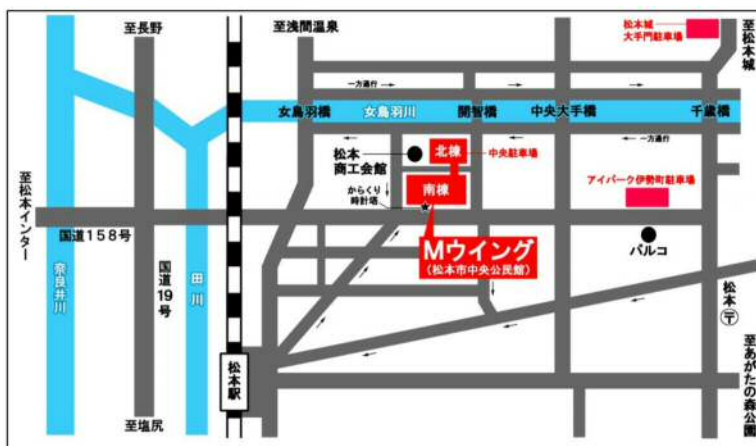 至長野
至浅間温泉
松本城
大手門駐車場
至松本城
一方通行
女鳥羽橋
女鳥羽川
開智橋
中央大手橋
千歳橋
一方通行
松本
商工会館
北棟
中央駐車場
からくり
時計塔
南棟
アイパーク伊勢町駐車場
至松本インター
国道158号
Mウイング
(松本市中央公民館)
パルコ
奈良井川
国道19号
田川
松本
〒
松本駅
至あがたの森公園
至塩尻